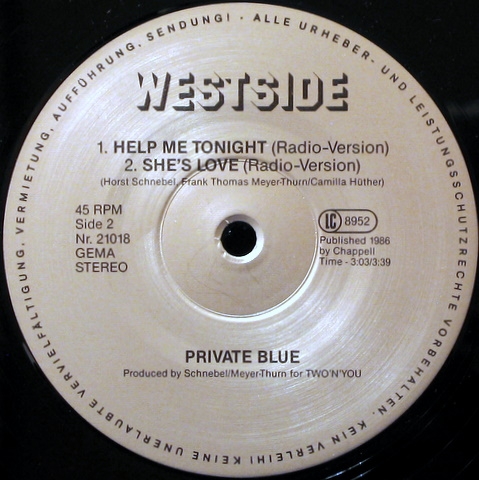 ALLE URHEBER- UND LEISTUNGSSCHUTZRECHTE VORBEHALTEN. KEIN VERLEIH! KEINE UNERLAUBTE VERVIELFÄLTIGUNG, VERMIETUNG, AUFFÜHRUNG, SENDUNG! -
WESTSIDE
1. HELP ME TONIGHT (Radio-Version)
2. SHE'S LOVE (Radio-Version)
(Horst Schnebel, Frank Thomas Meyer-Thurn/Camilla Hüther)
45 RPM
Side 2
Nr. 21018
GEMA
STEREO
LC 8952
Published 1986
by Chappell
Time - 3:03/3:39
PRIVATE BLUE
Produced by Schnebel/Meyer-Thurn for TWO'N'YOU